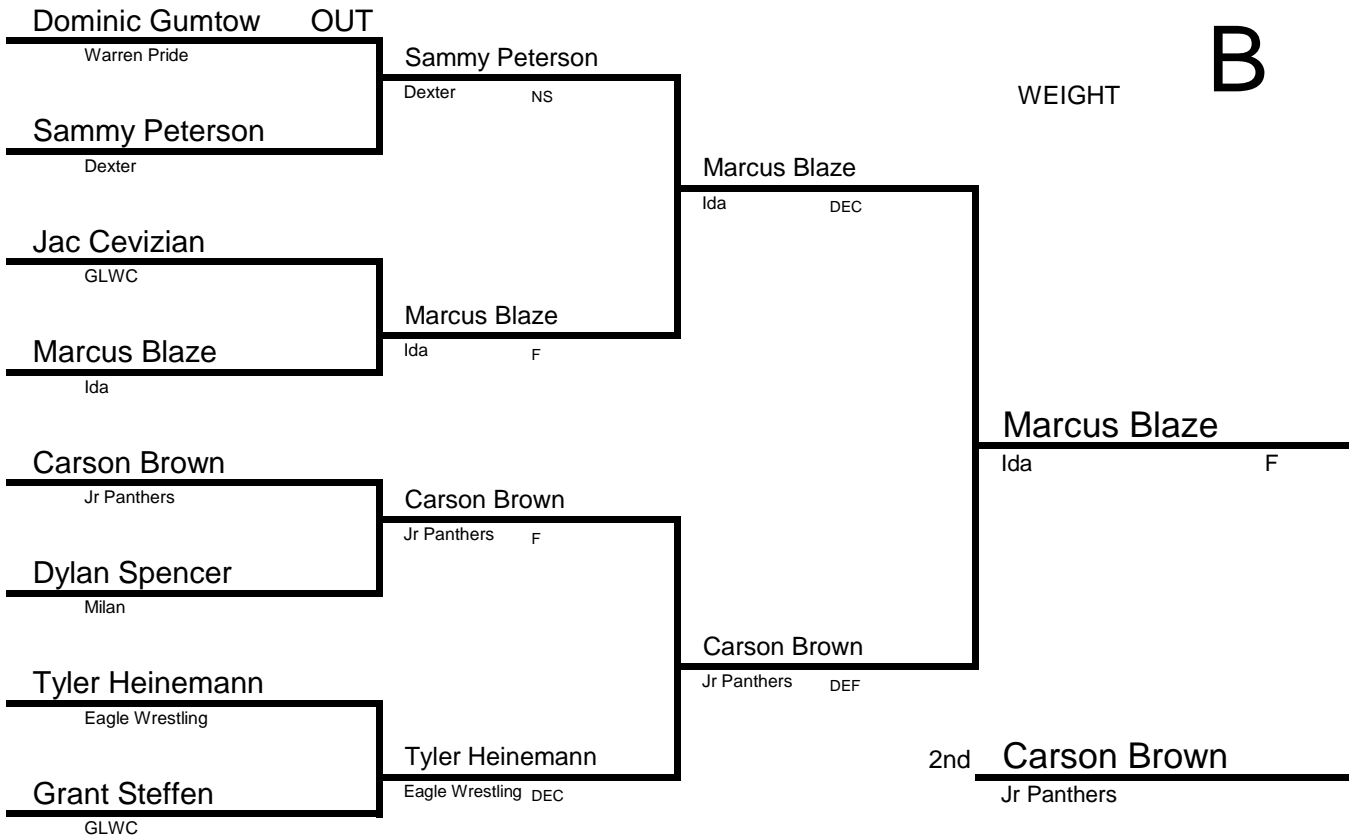 Dominic Gumtow OUT
Warren Pride
Sammy Peterson
Dexter NS
B
WEIGHT
Sammy Peterson
Dexter
Marcus Blaze
Ida DEC
Jac Cevizian
GLWC
Marcus Blaze
Ida F
Marcus Blaze
Ida
Marcus Blaze
Ida F
Carson Brown
Jr Panthers
Carson Brown
Jr Panthers F
Dylan Spencer
Milan
Carson Brown
Jr Panthers DEF
Tyler Heinemann
Eagle Wrestling
Tyler Heinemann
Eagle Wrestling DEC
2nd Carson Brown
Jr Panthers
Grant Steffen
GLWC